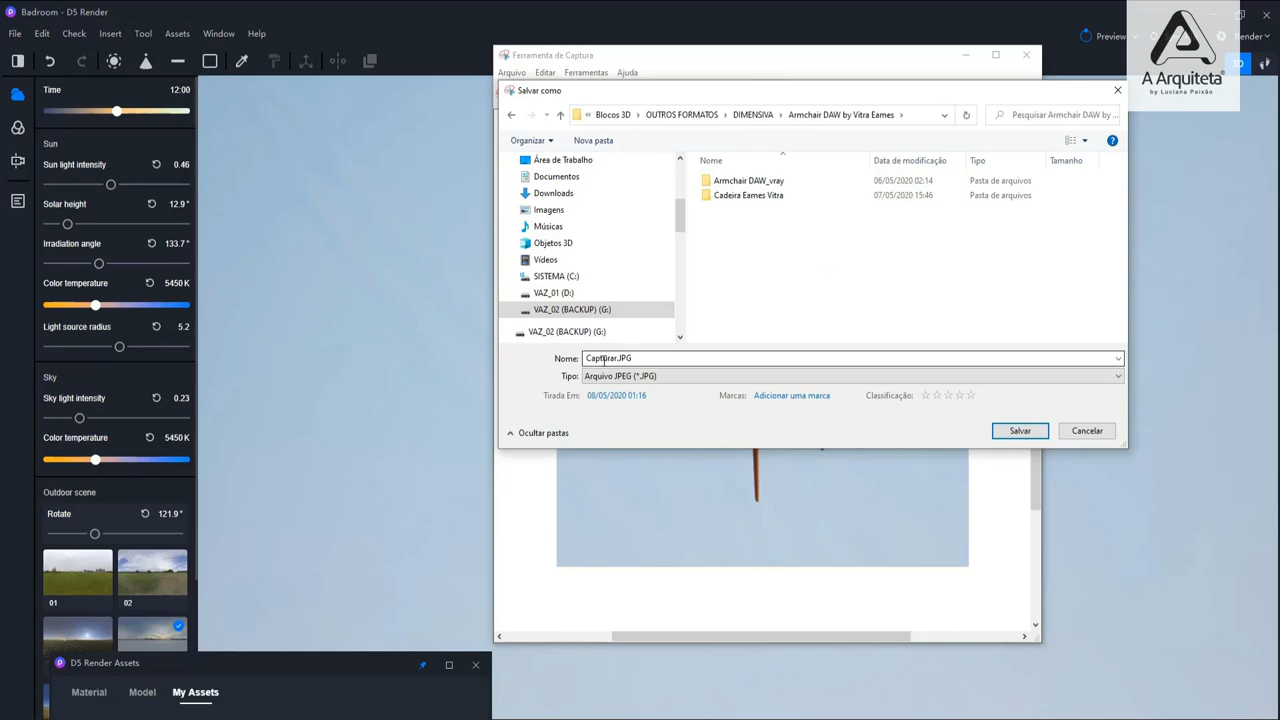 Badroom - D5 Render
File Edit Check Insert Tool Assets Window Help
Preview
Render
A Arquiteta
by Luciana Paixão
3D
Time 12:00
Sun
Sun light intensity 0.46
Solar height 12.9 °
Irradiation angle 133.7 °
Color temperature 5450 K
Light source radius 5.2
Sky
Sky light intensity 0.23
Color temperature 5450 K
Outdoor scene
Rotate 121.9 °
01 02
D5 Render Assets
Material Model My Assets
Ferramenta de Captura
Arquivo Editar Ferramentas Ajuda
Salvar como
« Blocos 3D › OUTROS FORMATOS › DIMENSIVA › Armchair DAW by Vitra Eames ›
Pesquisar Armchair DAW by ...
Organizar Nova pasta
Área de Trabalho
Documentos
Downloads
Imagens
Músicas
Objetos 3D
Vídeos
SISTEMA (C:)
VAZ_01 (D:)
VAZ_02 (BACKUP) (G:)
VAZ_02 (BACKUP) (G:)
Nome Data de modificação Tipo Tamanho
Armchair DAW_vray 06/05/2020 02:14 Pasta de arquivos
Cadeira Eames Vitra 07/05/2020 15:46 Pasta de arquivos
Nome: Capturar.JPG
Tipo: Arquivo JPEG (*.JPG)
Tirada Em: 08/05/2020 01:16 Marcas: Adicionar uma marca Classificação:
Ocultar pastas Salvar Cancelar